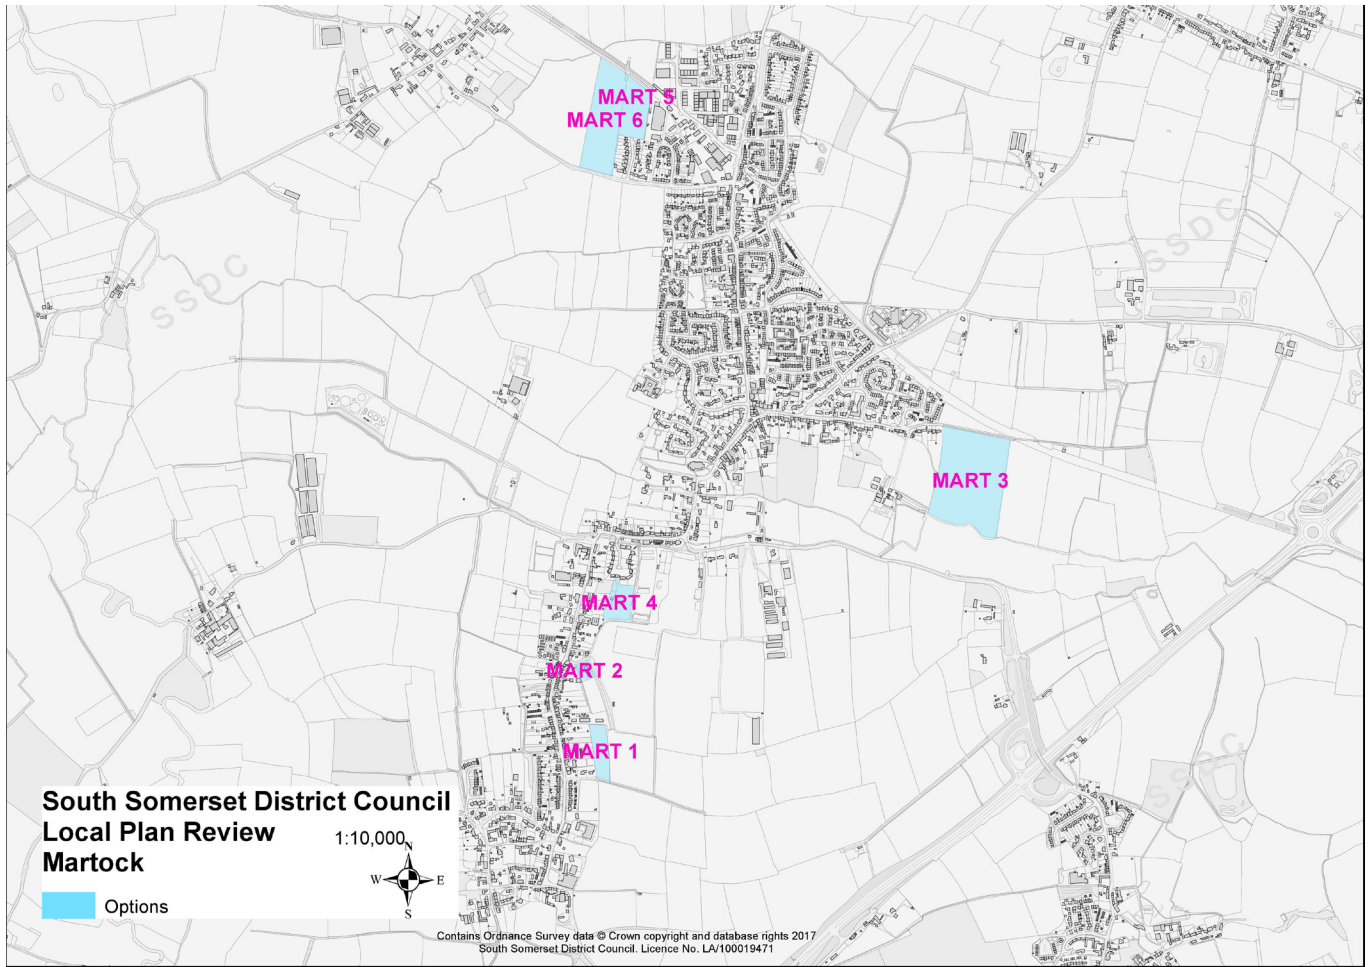 MART 5
MART 6
SSDC
SSDC
MART 3
MART 4
MART 2
MART 1
SSDC
South Somerset District Council
Local Plan Review
1:10,000
Martock
N
W E
S
Options
Contains Ordnance Survey data © Crown copyright and database rights 2017
South Somerset District Council. Licence No. LA/100019471